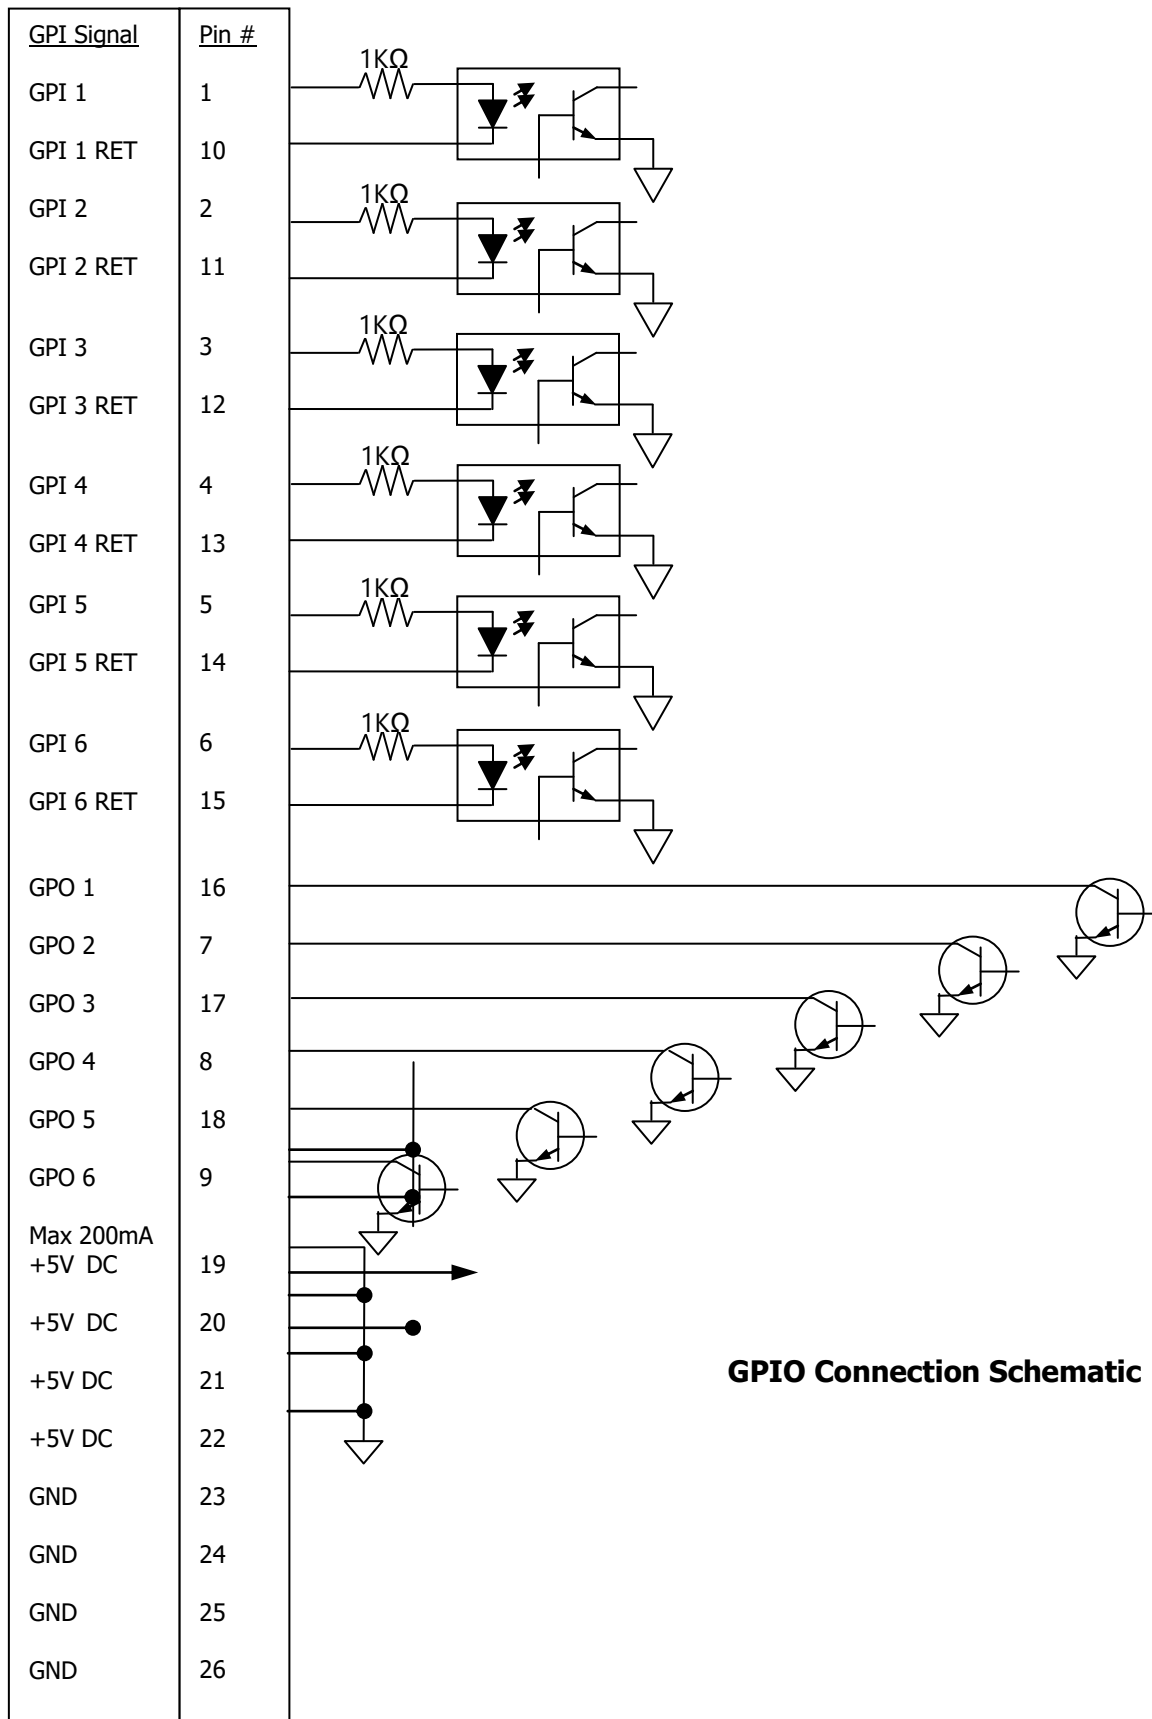 GPI Signal Pin #
1KΩ
GPI 1 1
GPI 1 RET 10
1KΩ
GPI 2 2
GPI 2 RET 11
1KΩ
GPI 3 3
GPI 3 RET 12
1KΩ
GPI 4 4
GPI 4 RET 13
1KΩ
GPI 5 5
GPI 5 RET 14
1KΩ
GPI 6 6
GPI 6 RET 15
GPO 1 16
GPO 2 7
GPO 3 17
GPO 4 8
GPO 5 18
GPO 6 9
Max 200mA
+5V DC 19
+5V DC 20
GPIO Connection Schematic
+5V DC 21
+5V DC 22
GND 23
GND 24
GND 25
GND 26